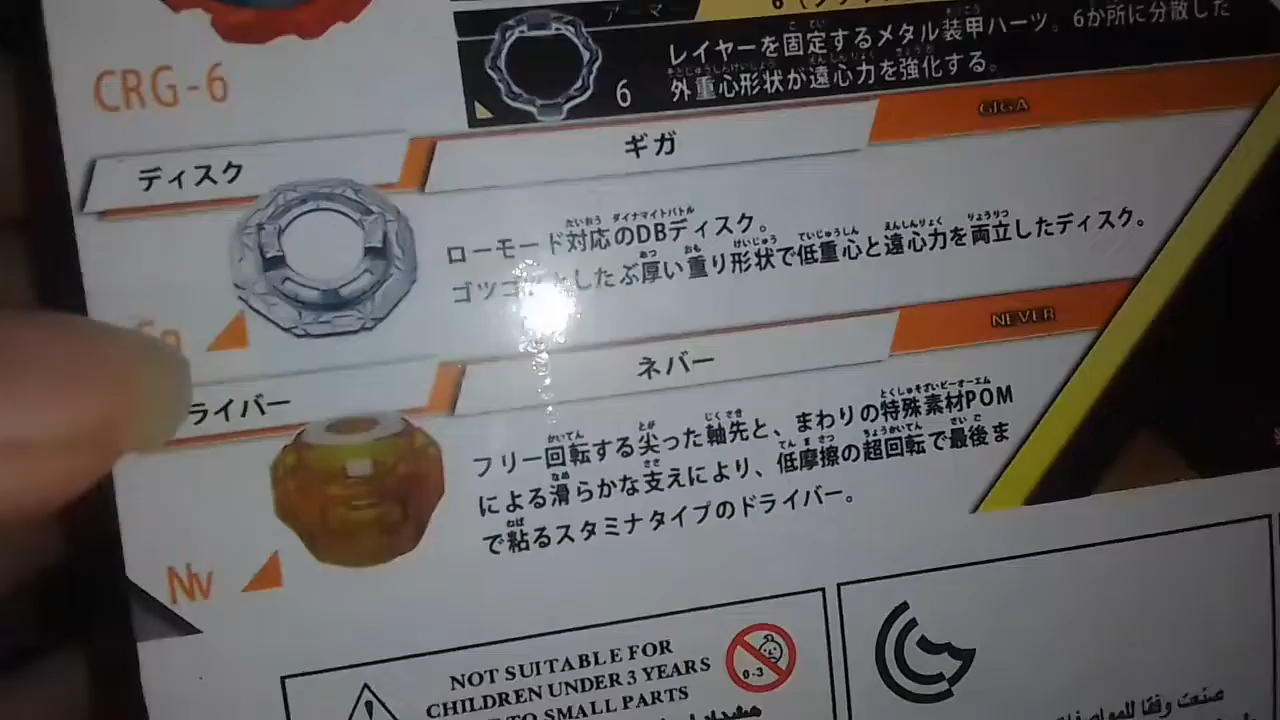 アーマー
6
レイヤーを固定するメタル装甲パーツ。6か所に分散した
外重心形状が遠心力を強化する。
CRG-6
GIGA
ディスク
ギガ
ローモード対応のDBディスク。
したぶ厚い重り形状で低重心と遠心力を両立したディスク。
NEVER
ライバー
ネバー
フリー回転する尖った軸先と、まわりの特殊素材POM
による滑らかな支えにより、低摩擦の超回転で最後ま
で粘るスタミナタイプのドライバー。
Nv
NOT SUITABLE FOR
CHILDREN UNDER 3 YEARS
TO SMALL PARTS
0-3